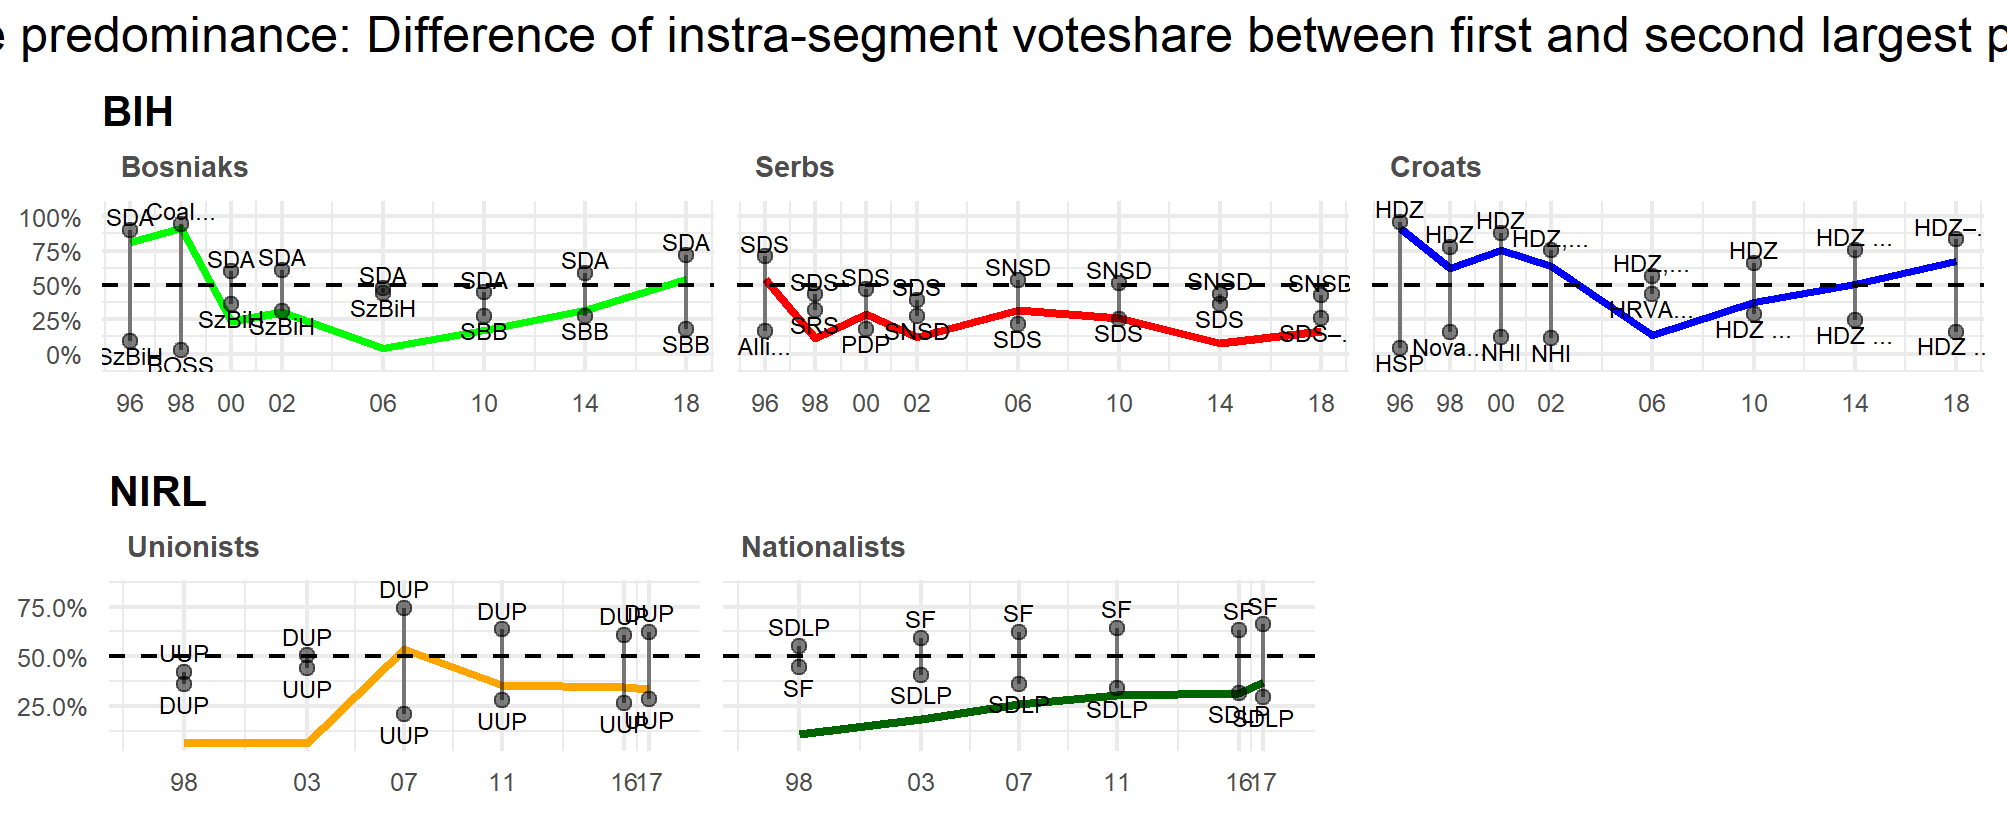 e predominance: Difference of instra-segment voteshare between first and second largest p
BIH
Bosniaks
Serbs
Croats
100%
75%
50%
25%
0%
SDA
Coal...
SDA
SDA
SDA
SDA
SDA
SDA
SzBiH
BOSS
SzBiH
SzBiH
SzBiH
SBB
SBB
SBB
96 98 00 02 06 10 14 18
SDS
SDS
SDS
SDS
SNSD
SNSD
SNSD
SNSD
Alli...
SRS
PDP
SNSD
SDS
SDS
SDS
SDS–.
96 98 00 02 06 10 14 18
HDZ
HDZ
HDZ
HDZ,...
HDZ,...
HDZ
HDZ ...
HDZ–.
HSP
Nova...
NHI
NHI
HRVA...
HDZ ...
HDZ ...
HDZ ..
96 98 00 02 06 10 14 18
NIRL
Unionists
Nationalists
75.0%
50.0%
25.0%
UUP
DUP
DUP
DUP
DUP
DUP
DUP
UUP
UUP
UUP
UUP
UUP
98 03 07 11 1617
SDLP
SF
SF
SF
SF
SF
SF
SDLP
SDLP
SDLP
SDLP
SDLP
98 03 07 11 1617